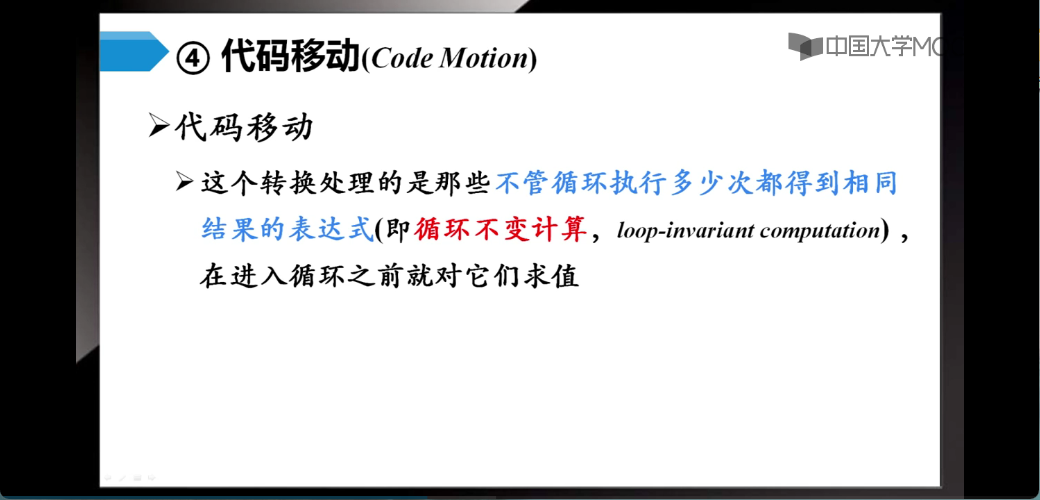 ④ 代码移动(Code Motion)
中国大学MO
代码移动
这个转换处理的是那些不管循环执行多少次都得到相同
结果的表达式(即循环不变计算，loop-invariant computation)，
在进入循环之前就对它们求值